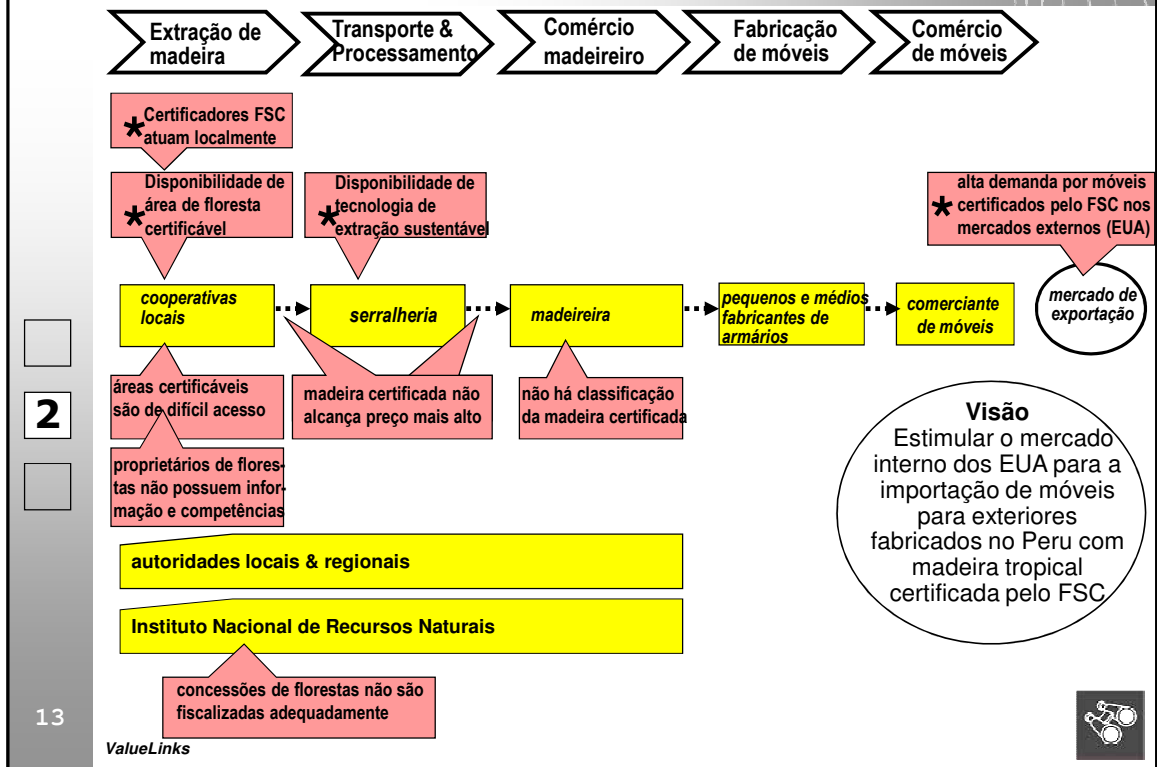 Extração de
madeira
Transporte &
Processamento
Comércio
madeireiro
Fabricação
de móveis
Comércio
de móveis
* Certificadores FSC
atuam localmente
* Disponibilidade de
área de floresta
certificável
* Disponibilidade de
tecnologia de
extração sustentável
* alta demanda por móveis
certificados pelo FSC nos
mercados externos (EUA)
cooperativas
locais
serralheria
madeireira
pequenos e médios
fabricantes de
armários
comerciante
de móveis
mercado de
exportação
áreas certificáveis
são de difícil acesso
madeira certificada não
alcança preço mais alto
não há classificação
da madeira certificada
proprietários de flores-
tas não possuem infor-
mação e competências
2
Visão
Estimular o mercado
interno dos EUA para a
importação de móveis
para exteriores
fabricados no Peru com
madeira tropical
certificada pelo FSC
autoridades locais & regionais
Instituto Nacional de Recursos Naturais
concessões de florestas não são
fiscalizadas adequadamente
13
ValueLinks